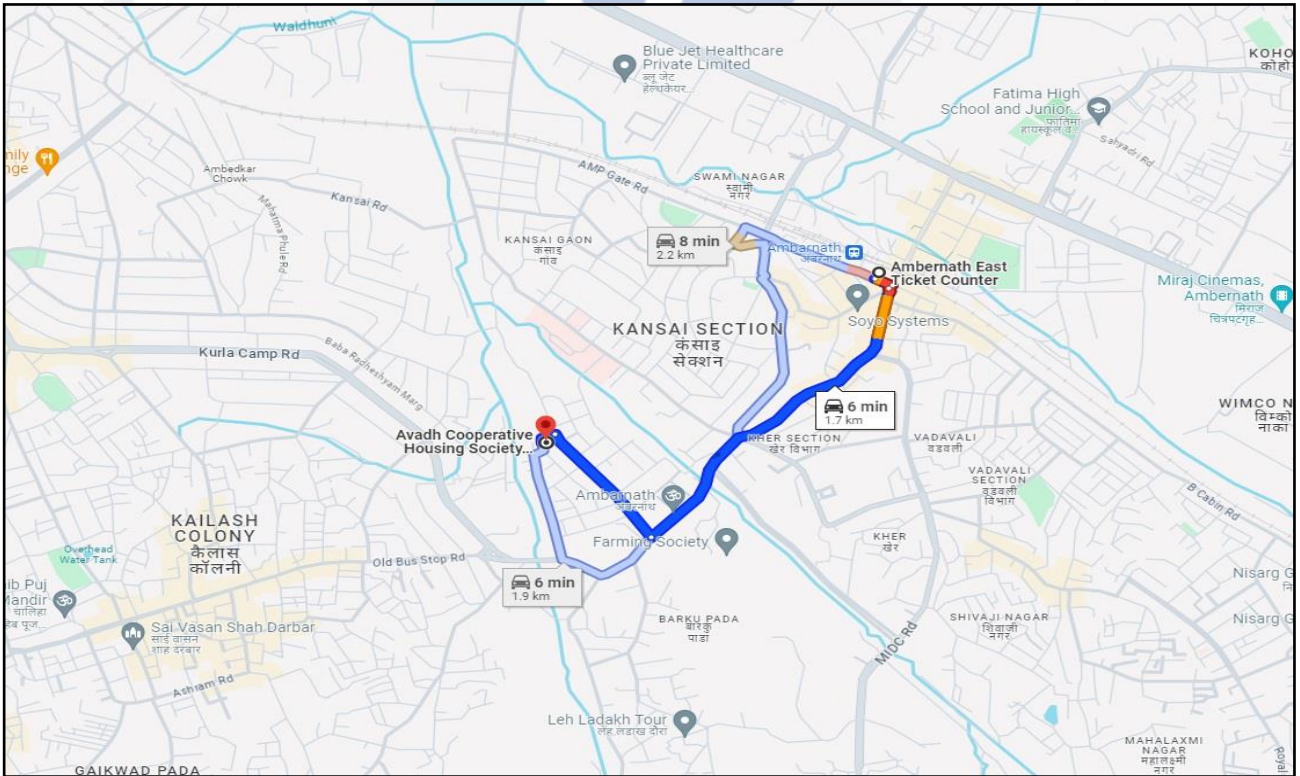 Waldhuni
Blue Jet Healthcare
Private Limited
ब्लू जेट
हेल्थकेयर...
KOHO
कोहो
Fatima High
School and Junior...
फातिमा
हायस्कूल व...
Sahyadri Rd
nily
nge
Ambedkar
Chowk
Mahatma Phule Rd
Kansai Rd
AMP Gate Rd
SWAMI NAGAR
स्वामी
नगर
KANSAI GAON
कंसाइ
गाँव
8 min
2.2 km
Ambarnath
अंबरनाथ
Ambernath East
Ticket Counter
Miraj Cinemas,
Ambernath
मिराज
चित्रपटगृह...
Soyo Systems
KANSAI SECTION
कंसाइ
सेक्शन
Kurla Camp Rd
Baba Radheshyam Marg
6 min
1.7 km
WIMCO N
विम्को
नाका
Avadh Cooperative
Housing Society...
KHER SECTION
खेर विभाग
VADAVALI
वडवली
VADAVALI
SECTION
वडवली
विभाग
B Cabin Rd
Ambarnath
अंबरनाथ
Farming Society
KAILASH
COLONY
कैलास
कॉलनी
KHER
खेर
Overhead
Water Tank
Old Bus Stop Rd
6 min
1.9 km
Nisarg G
Nisarg G
ib Puj
Mandir
चालिहा
हेब पूज...
Sai Vasan Shah Darbar
साई वासन
शाह दरबार
BARKU PADA
बारकु
पाडा
SHIVAJI NAGAR
शिवाजी
नगर
MIDC Rd
Ashram Rd
Leh Ladakh Tour
लेह लडाख दौरा
MAHALAXMI
NAGAR
महालक्ष्मी
नगर
GAIKWAD PADA